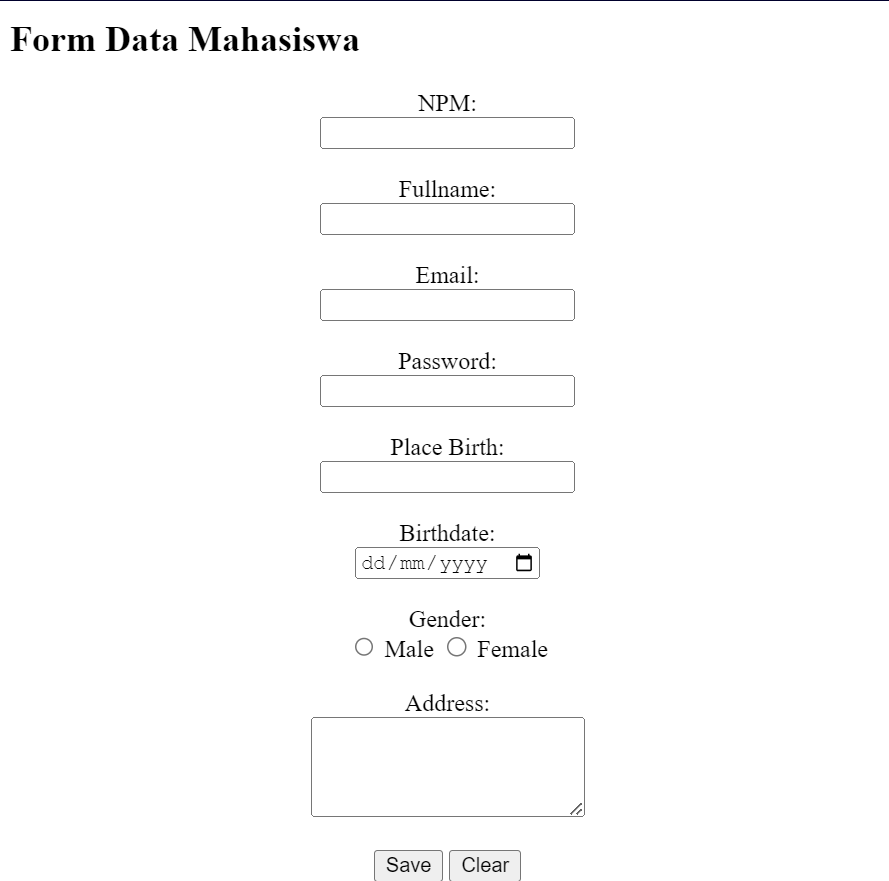 Form Data Mahasiswa
NPM:
Fullname:
Email:
Password:
Place Birth:
Birthdate:
dd/mm/yyyy
Gender:
Male Female
Address:
Save Clear